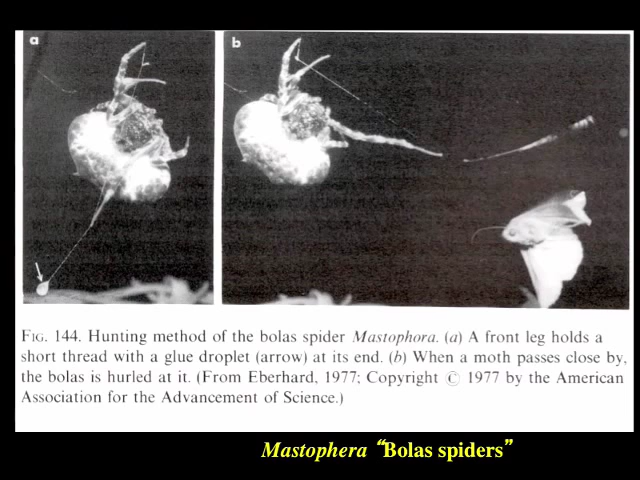 a
b
FIG. 144. Hunting method of the bolas spider Mastophora. (a) A front leg holds a
short thread with a glue droplet (arrow) at its end. (b) When a moth passes close by,
the bolas is hurled at it. (From Eberhard, 1977; Copyright © 1977 by the American
Association for the Advancement of Science.)
Mastophera “Bolas spiders”